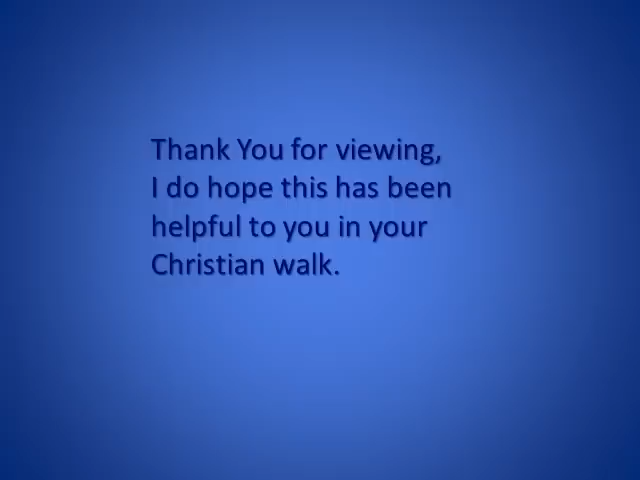 Thank You for viewing,
I do hope this has been
helpful to you in your
Christian walk.